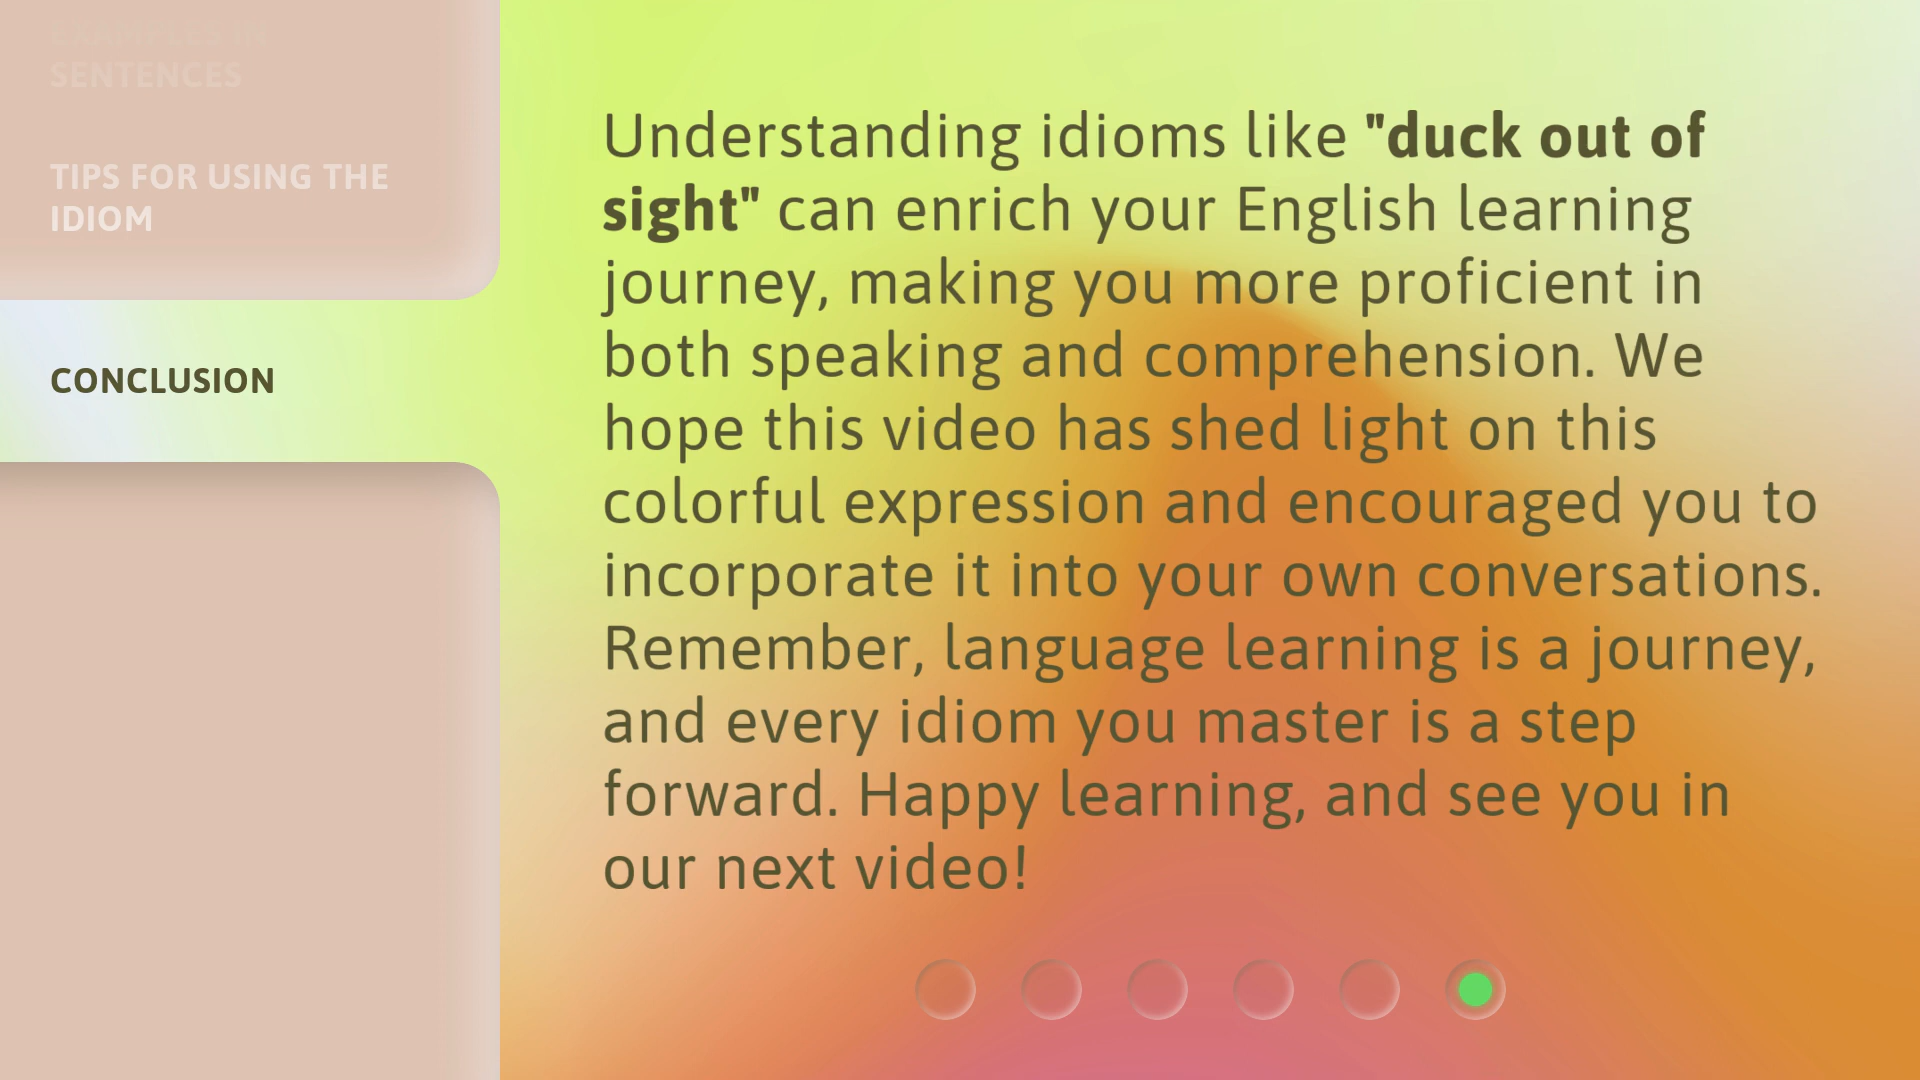 EXAMPLES IN
SENTENCES
TIPS FOR USING THE
IDIOM
CONCLUSION
Understanding idioms like "duck out of
sight" can enrich your English learning
journey, making you more proficient in
both speaking and comprehension. We
hope this video has shed light on this
colorful expression and encouraged you to
incorporate it into your own conversations.
Remember, language learning is a journey,
and every idiom you master is a step
forward. Happy learning, and see you in
our next video!